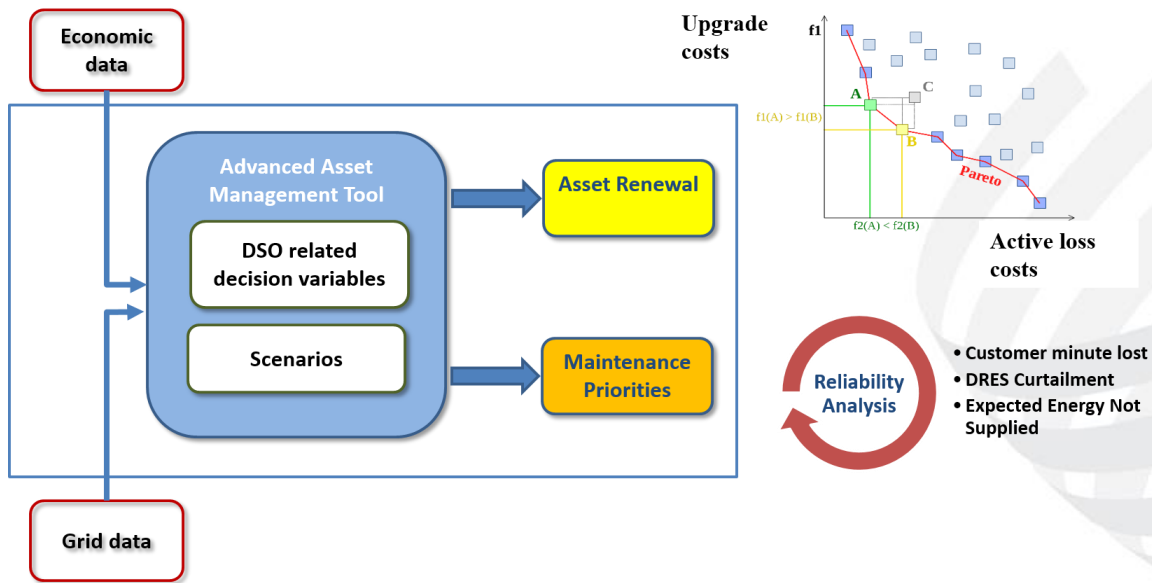 Economic
data
Advanced Asset
Management Tool
DSO related
decision variables
Scenarios
Grid data
Asset Renewal
Maintenance
Priorities
Upgrade
costs
f1
A
C
f1(A) > f1(B)
B
Pareto
f2(A) < f2(B)
Active loss
costs
Reliability
Analysis
• Customer minute lost
• DRES Curtailment
• Expected Energy Not
Supplied